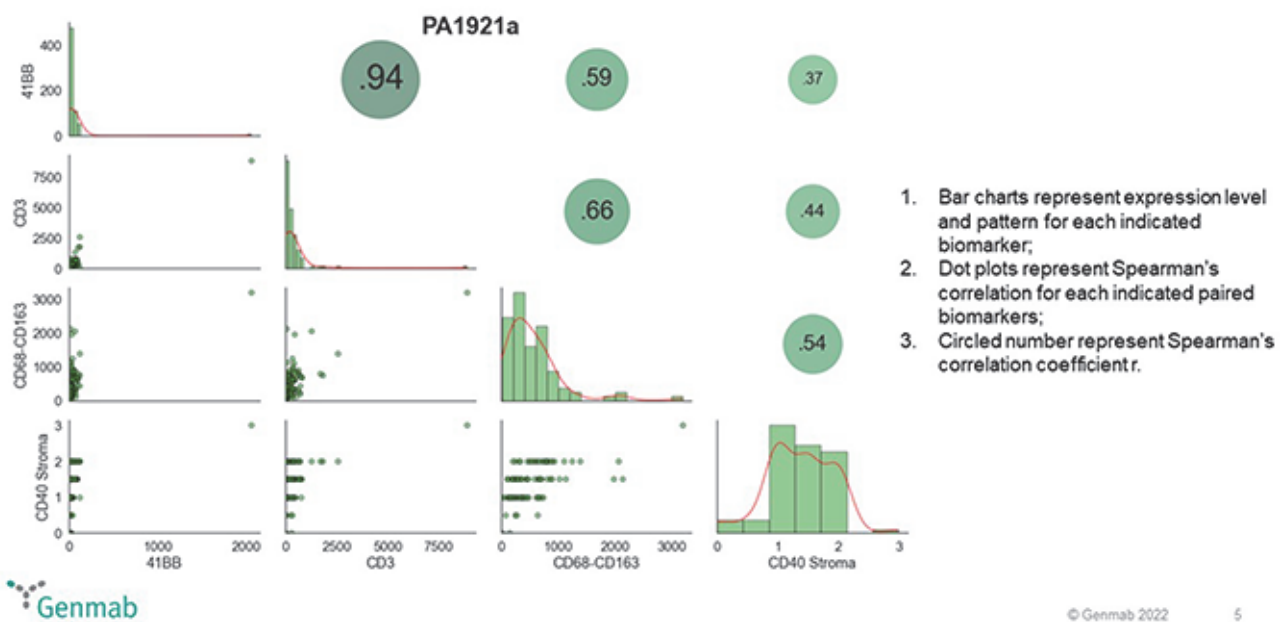 PA1921a
41BB
400
200
0
.94
.59
.37
CD3
7500
5000
2500
0
.66
.44
CD68-CD163
3000
2000
1000
0
.54
CD40 Stroma
3
2
1
0
0 1000 2000
41BB
0 2500 5000 7500
CD3
0 1000 2000 3000
CD68-CD163
0 1 2 3
CD40 Stroma
1. Bar charts represent expression level
and pattern for each indicated
biomarker;
2. Dot plots represent Spearman's
correlation for each indicated paired
biomarkers;
3. Circled number represent Spearman's
correlation coefficient r.
Genmab
© Genmab 2022
5